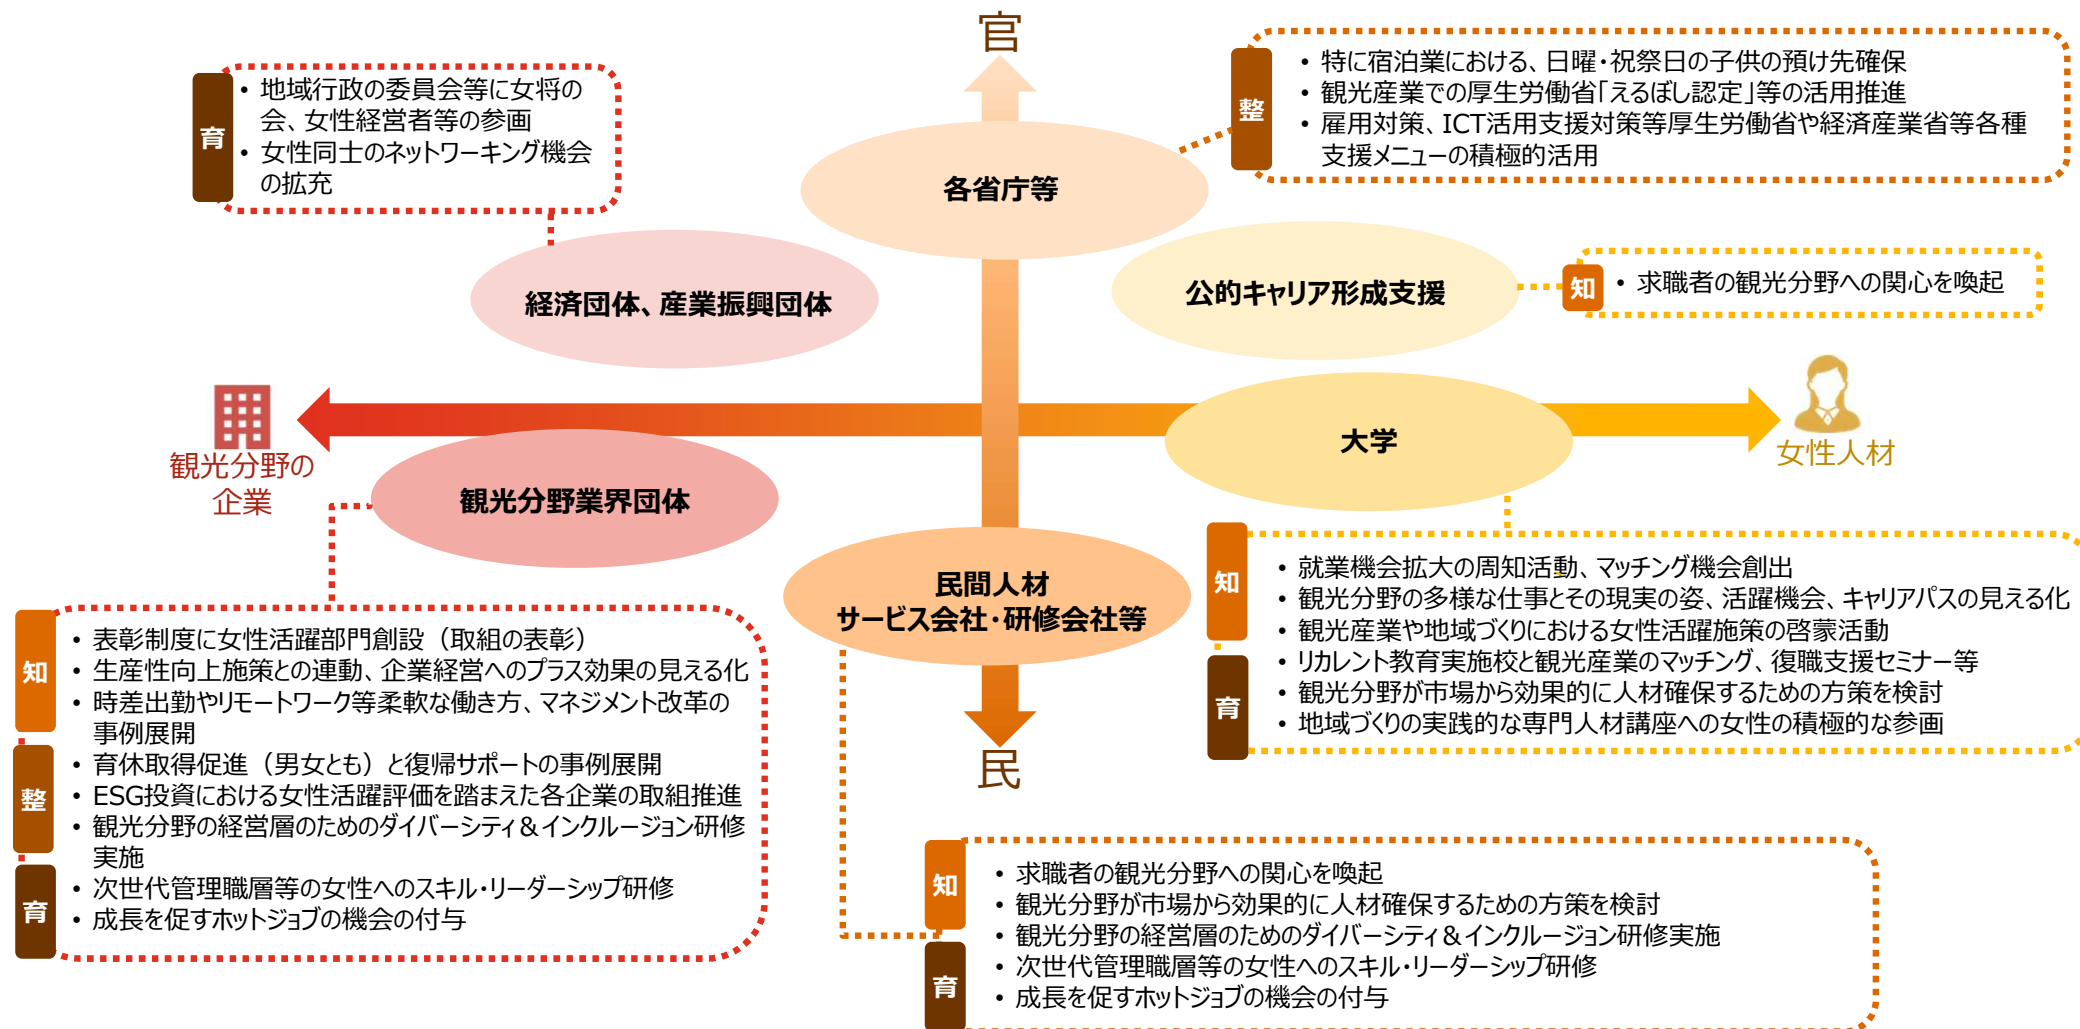 官
育
• 地域行政の委員会等に女将の
会、女性経営者等の参画
• 女性同士のネットワーキング機会
の拡充
整
• 特に宿泊業における、日曜・祝祭日の子供の預け先確保
• 観光産業での厚生労働省「えるぼし認定」等の活用推進
• 雇用対策、ICT活用支援対策等厚生労働省や経済産業省等各種
支援メニューの積極的活用
各省庁等
経済団体、産業振興団体
公的キャリア形成支援
知
• 求職者の観光分野への関心を喚起
観光分野の
企業
女性人材
大学
観光分野業界団体
民間人材
サービス会社・研修会社等
知
育
• 就業機会拡大の周知活動、マッチング機会創出
• 観光分野の多様な仕事とその現実の姿、活躍機会、キャリアパスの見える化
• 観光産業や地域づくりにおける女性活躍施策の啓蒙活動
• リカレント教育実施校と観光産業のマッチング、復職支援セミナー等
• 観光分野が市場から効果的に人材確保するための方策を検討
• 地域づくりの実践的な専門人材講座への女性の積極的な参画
知
整
育
• 表彰制度に女性活躍部門創設（取組の表彰）
• 生産性向上施策との連動、企業経営へのプラス効果の見える化
• 時差出勤やリモートワーク等柔軟な働き方、マネジメント改革の
事例展開
• 育休取得促進（男女とも）と復帰サポートの事例展開
• ESG投資における女性活躍評価を踏まえた各企業の取組推進
• 観光分野の経営層のためのダイバーシティ＆インクルージョン研修
実施
• 次世代管理職層等の女性へのスキル・リーダーシップ研修
• 成長を促すホットジョブの機会の付与
民
知
育
• 求職者の観光分野への関心を喚起
• 観光分野が市場から効果的に人材確保するための方策を検討
• 観光分野の経営層のためのダイバーシティ＆インクルージョン研修実施
• 次世代管理職層等の女性へのスキル・リーダーシップ研修
• 成長を促すホットジョブの機会の付与